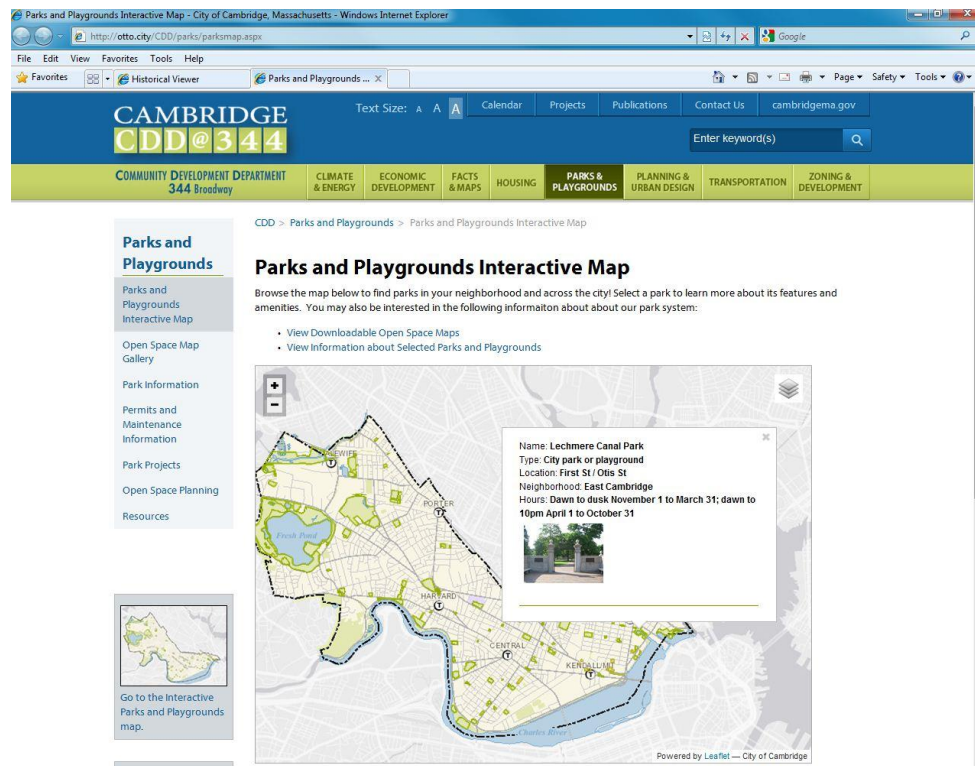 Parks and Playgrounds Interactive Map - City of Cambridge, Massachusetts - Windows Internet Explorer
http://otto.city/CDD/parks/parksmap.aspx
Google
File Edit View Favorites Tools Help
Favorites
Historical Viewer
Parks and Playgrounds ... X
Page Safety Tools
CAMBRIDGE
CDD@344
Text Size: A A A
Calendar Projects Publications Contact Us cambridgema.gov
Enter keyword(s)
COMMUNITY DEVELOPMENT DEPARTMENT
344 Broadway
CLIMATE
& ENERGY
ECONOMIC
DEVELOPMENT
FACTS
& MAPS
HOUSING
PARKS &
PLAYGROUNDS
PLANNING &
URBAN DESIGN
TRANSPORTATION
ZONING &
DEVELOPMENT
Parks and
Playgrounds
Parks and
Playgrounds
Interactive Map
Open Space Map
Gallery
Park Information
Permits and
Maintenance
Information
Park Projects
Open Space Planning
Resources
Go to the Interactive
Parks and Playgrounds
map.
CDD > Parks and Playgrounds > Parks and Playgrounds Interactive Map
Parks and Playgrounds Interactive Map
Browse the map below to find parks in your neighborhood and across the city! Select a park to learn more about its features and
amenities. You may also be interested in the following informaiton about about our park system:
• View Downloadable Open Space Maps
• View Information about Selected Parks and Playgrounds
+
-
Name: Lechmere Canal Park
Type: City park or playground
Location: First St / Otis St
Neighborhood: East Cambridge
Hours: Dawn to dusk November 1 to March 31; dawn to
10pm April 1 to October 31
ALEWIFE
T
PORTER
T
Fresh Pond
HARVARD
T
CENTRAL
T
KENDALL/MIT
T
Charles River
Powered by Leaflet — City of Cambridge